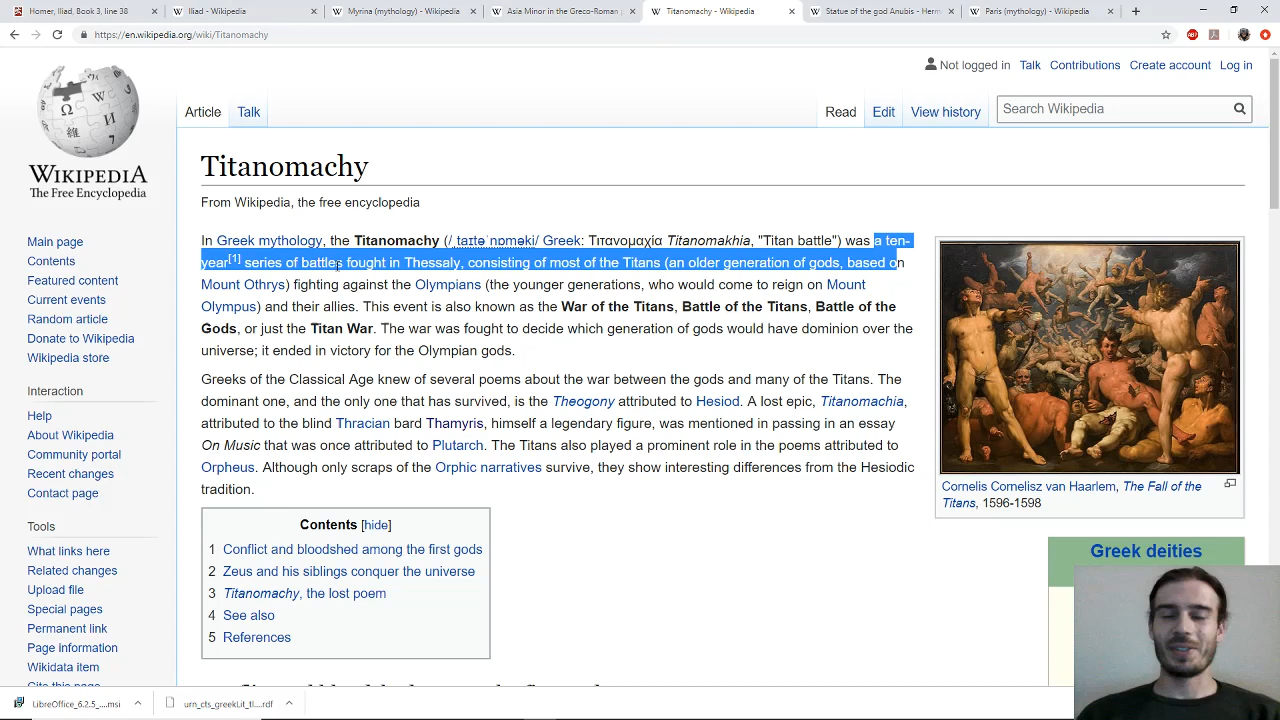 Homer, Iliad, Book 3, line 38
Iliad - Wikipedia
Myrina (mythology) - Wikipedia
Asia Minor in the Greco-Roman
Titanomachy - Wikipedia
Statue of the god Anubis - Herm
Paris (mythology) - Wikipedia
https://en.wikipedia.org/wiki/Titanomachy
Not logged in Talk Contributions Create account Log in
Article Talk Read Edit View history Search Wikipedia
WIKIPEDIA
The Free Encyclopedia
Main page
Contents
Featured content
Current events
Random article
Donate to Wikipedia
Wikipedia store
Interaction
Help
About Wikipedia
Community portal
Recent changes
Contact page
Tools
What links here
Related changes
Upload file
Special pages
Permanent link
Page information
Wikidata item
Cite this page
Titanomachy
From Wikipedia, the free encyclopedia
In Greek mythology, the Titanomachy (/ˌtaɪtəˈnɒməki/ Greek: Τιτανομαχία Titanomakhia, "Titan battle") was a ten-
year[1] series of battles fought in Thessaly, consisting of most of the Titans (an older generation of gods, based on
Mount Othrys) fighting against the Olympians (the younger generations, who would come to reign on Mount
Olympus) and their allies. This event is also known as the War of the Titans, Battle of the Titans, Battle of the
Gods, or just the Titan War. The war was fought to decide which generation of gods would have dominion over the
universe; it ended in victory for the Olympian gods.
Greeks of the Classical Age knew of several poems about the war between the gods and many of the Titans. The
dominant one, and the only one that has survived, is the Theogony attributed to Hesiod. A lost epic, Titanomachia,
attributed to the blind Thracian bard Thamyris, himself a legendary figure, was mentioned in passing in an essay
On Music that was once attributed to Plutarch. The Titans also played a prominent role in the poems attributed to
Orpheus. Although only scraps of the Orphic narratives survive, they show interesting differences from the Hesiodic
tradition.
Contents [hide]
1 Conflict and bloodshed among the first gods
2 Zeus and his siblings conquer the universe
3 Titanomachy, the lost poem
4 See also
5 References
Cornelis Cornelisz van Haarlem, The Fall of the
Titans, 1596-1598
Greek deities
LibreOffice_6.2.5_...msi
urn_cts_greekLit_tl...rdf